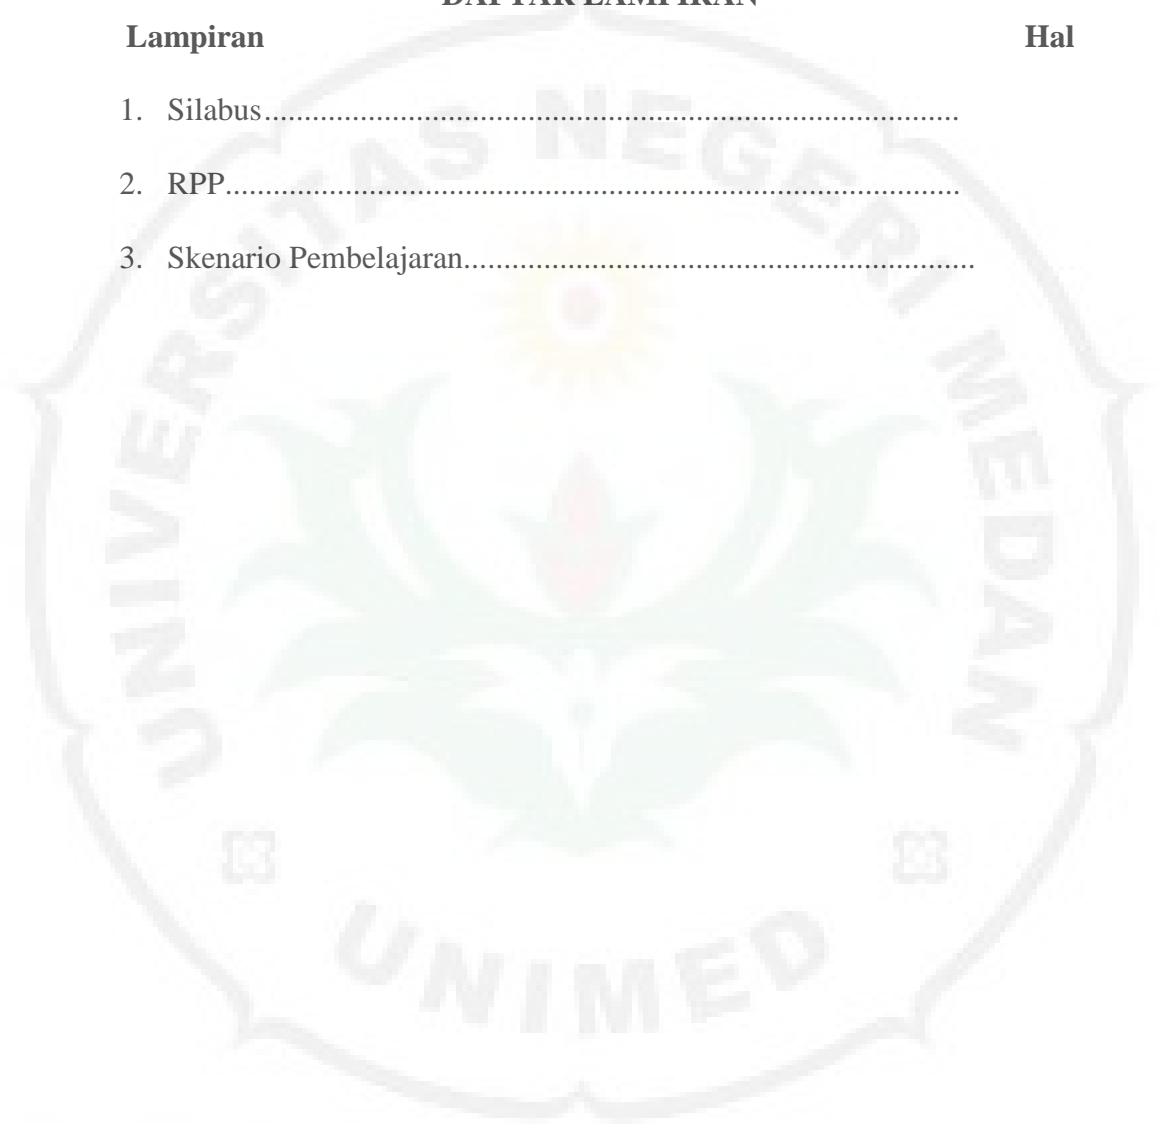 DAFTAR LAMPIRAN
Lampiran Hal
1. Silabus.......................................................................................
2. RPP............................................................................................
3. Skenario Pembelajaran................................................................
UNIVERSITAS NEGERI MEDAN
UNIMED